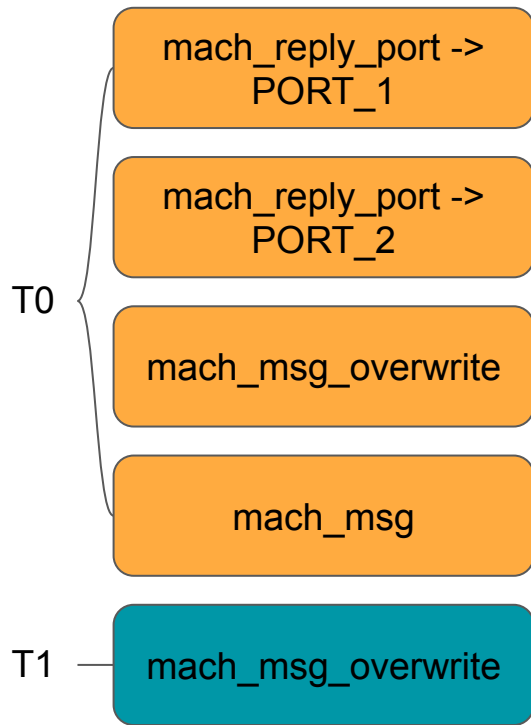 mach_reply_port ->
PORT_1
mach_reply_port ->
PORT_2
T0
mach_msg_overwrite
mach_msg
T1
mach_msg_overwrite